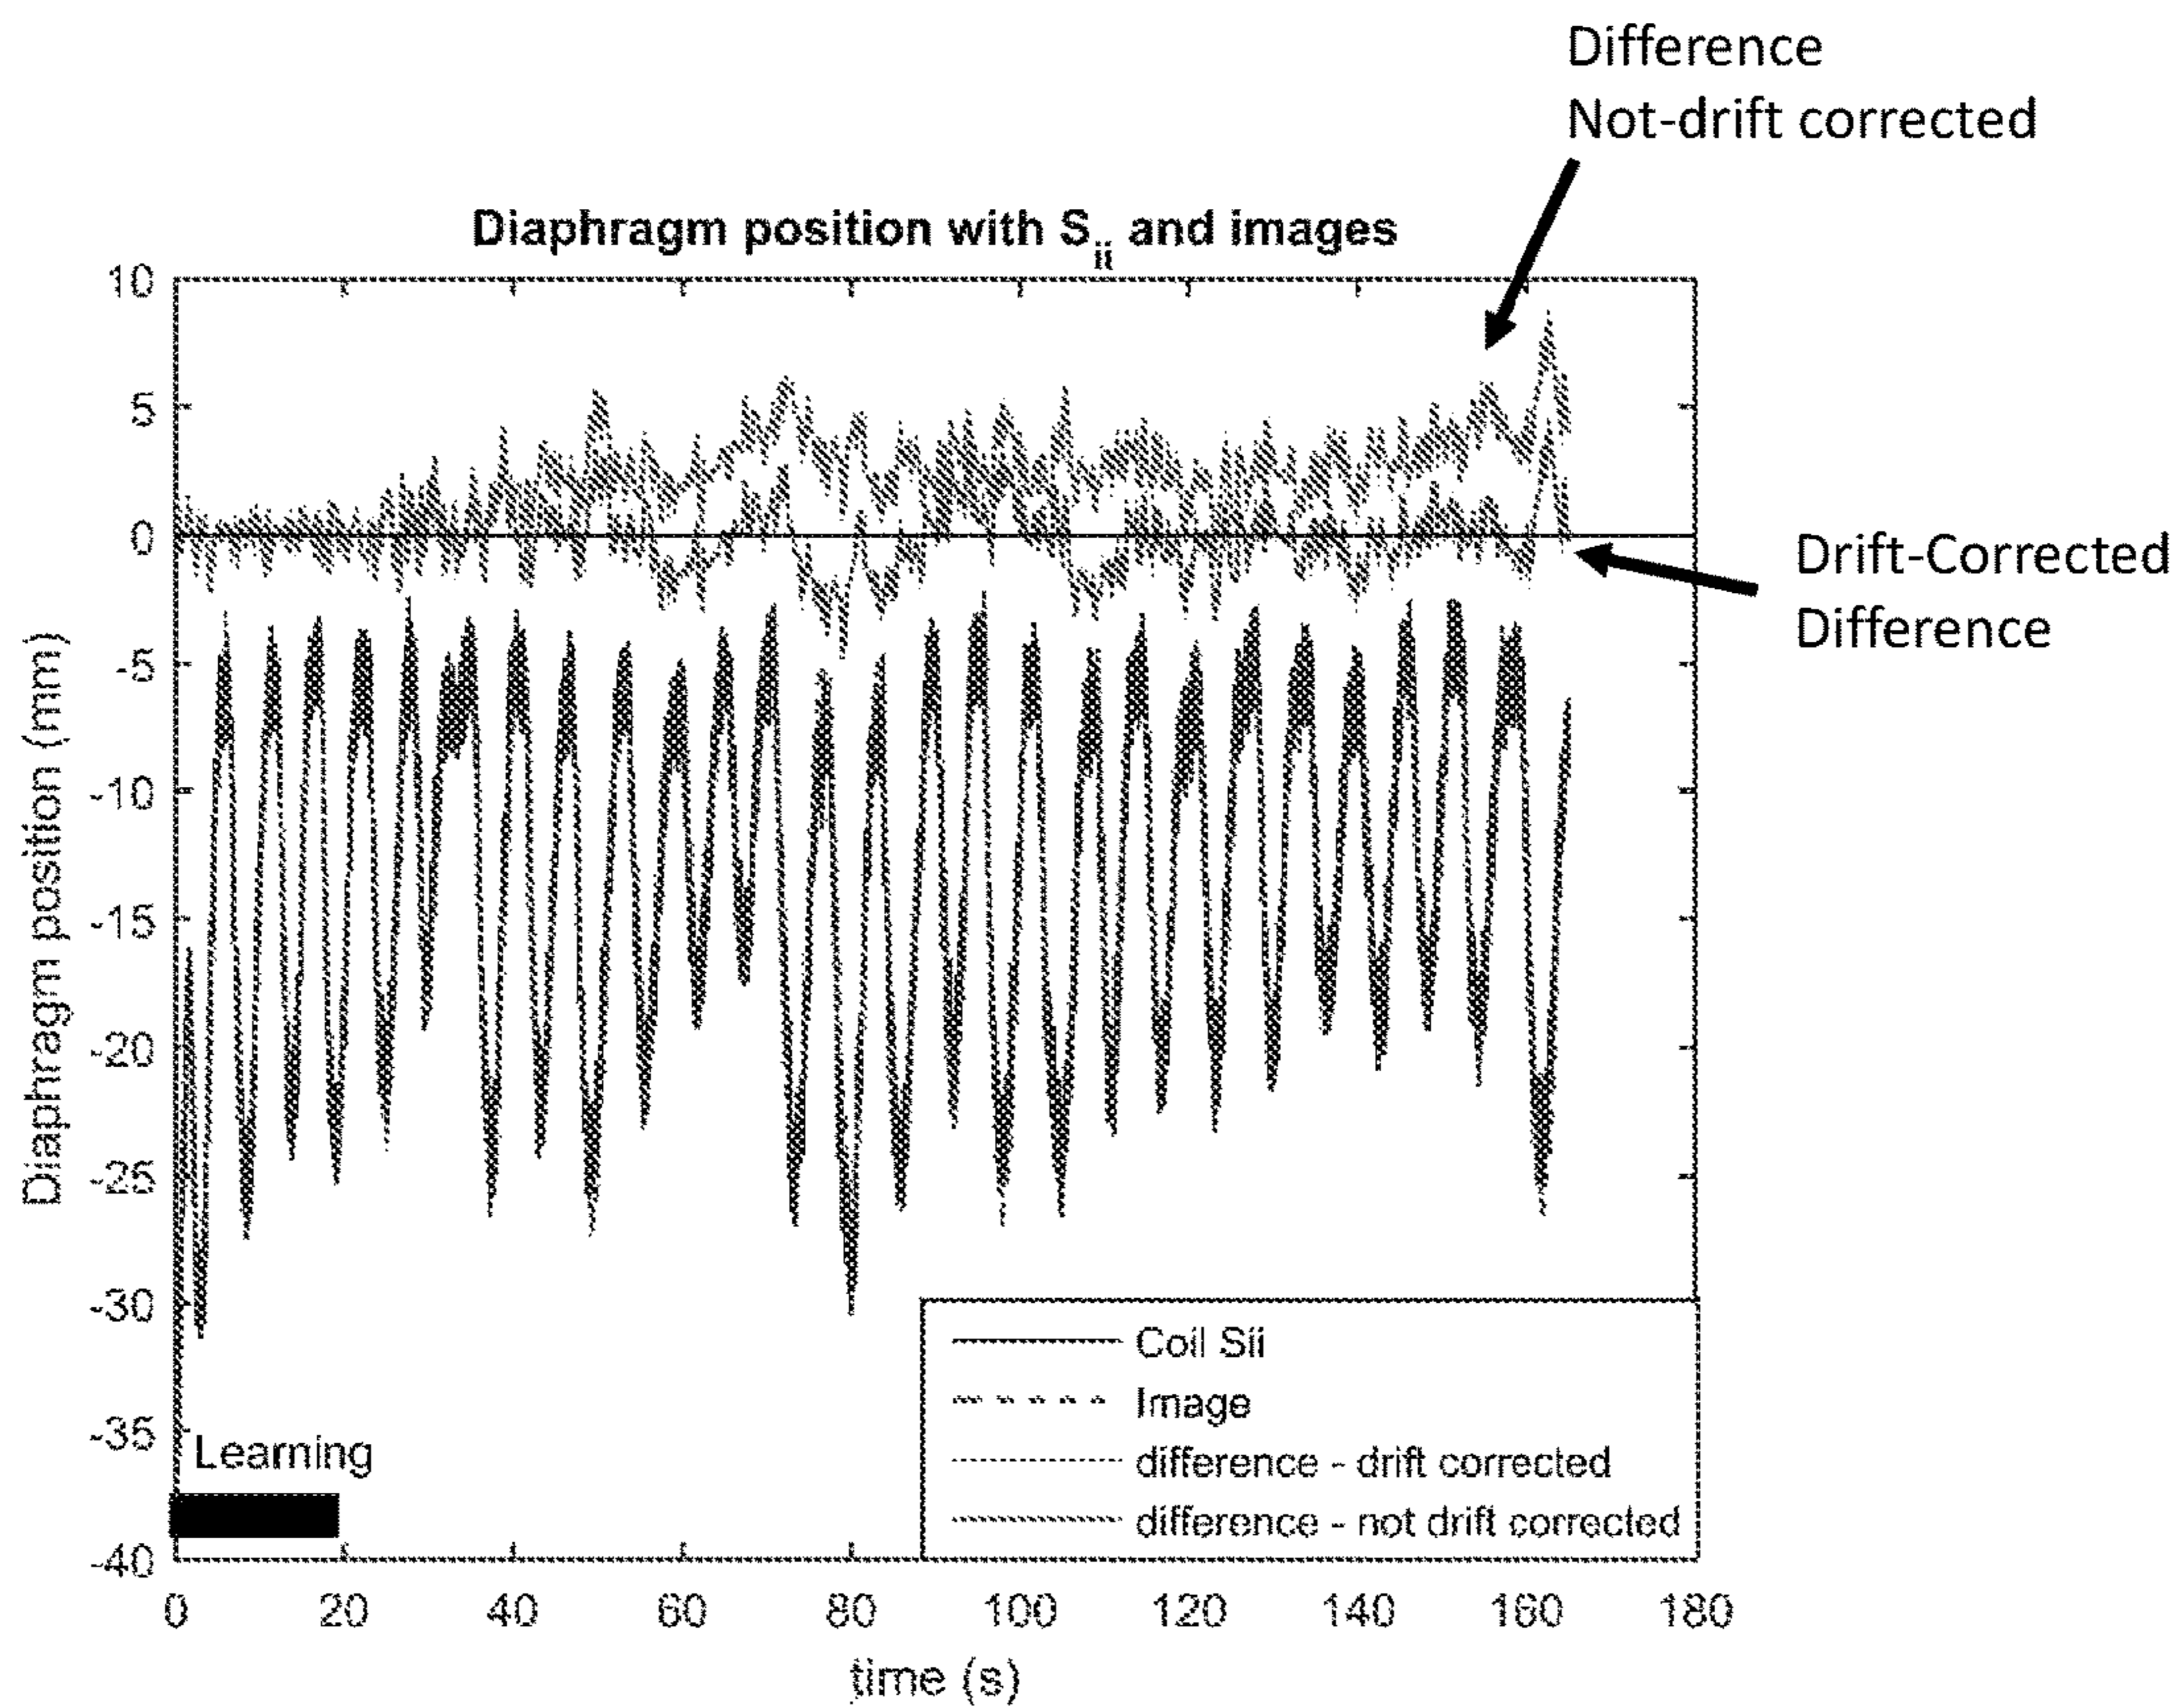 Difference
Not-drift corrected
Diaphragm position with Sii and images
10
5
0
-5
-10
-15
-20
-25
-30
-35
-40
Diaphragm position (mm)
Drift-Corrected
Difference
Learning
Coil Sii
Image
difference - drift corrected
difference - not drift corrected
0 20 40 60 80 100 120 140 160 180
time (s)